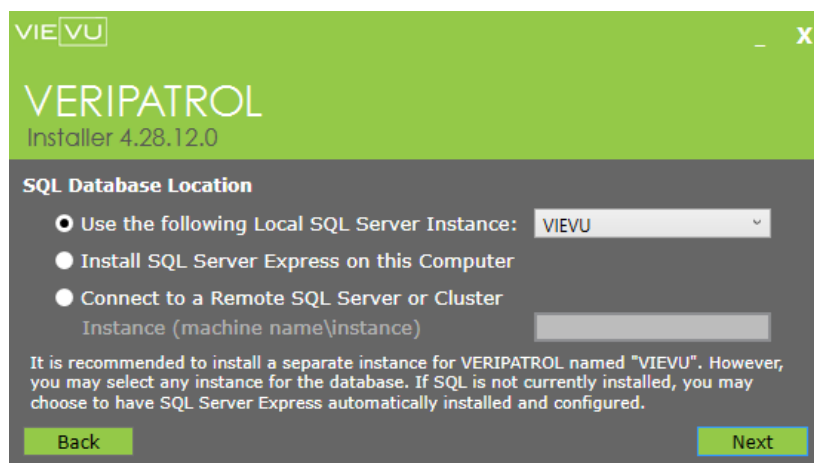 VIEVU
_ X
VERIPATROL
Installer 4.28.12.0
SQL Database Location
Use the following Local SQL Server Instance: VIEVU
Install SQL Server Express on this Computer
Connect to a Remote SQL Server or Cluster
Instance (machine name\instance)
It is recommended to install a separate instance for VERIPATROL named "VIEVU". However,
you may select any instance for the database. If SQL is not currently installed, you may
choose to have SQL Server Express automatically installed and configured.
Back Next